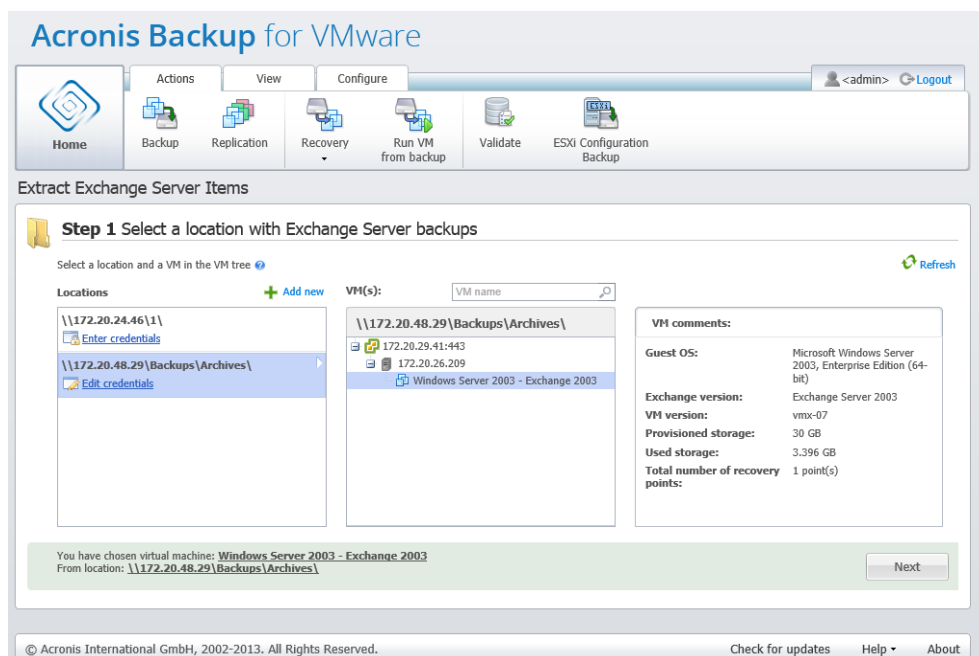 Acronis Backup for VMware
Actions
View
Configure
<admin>
Logout
Home
Backup
Replication
Recovery
Run VM
from backup
Validate
ESXi
ESXi Configuration
Backup
Extract Exchange Server Items
Step 1 Select a location with Exchange Server backups
Select a location and a VM in the VM tree
Refresh
Locations
Add new
VM(s):
VM name
\\172.20.24.46\1\
Enter credentials
\\172.20.48.29\Backups\Archives\
Edit credentials
\\172.20.48.29\Backups\Archives\
172.20.29.41:443
172.20.26.209
Windows Server 2003 - Exchange 2003
VM comments:
Guest OS:
Microsoft Windows Server
2003, Enterprise Edition (64-
bit)
Exchange version:
Exchange Server 2003
VM version:
vmx-07
Provisioned storage:
30 GB
Used storage:
3.396 GB
Total number of recovery
points:
1 point(s)
You have chosen virtual machine: Windows Server 2003 - Exchange 2003
From location: \\172.20.48.29\Backups\Archives\
Next
© Acronis International GmbH, 2002-2013. All Rights Reserved.
Check for updates
Help
About